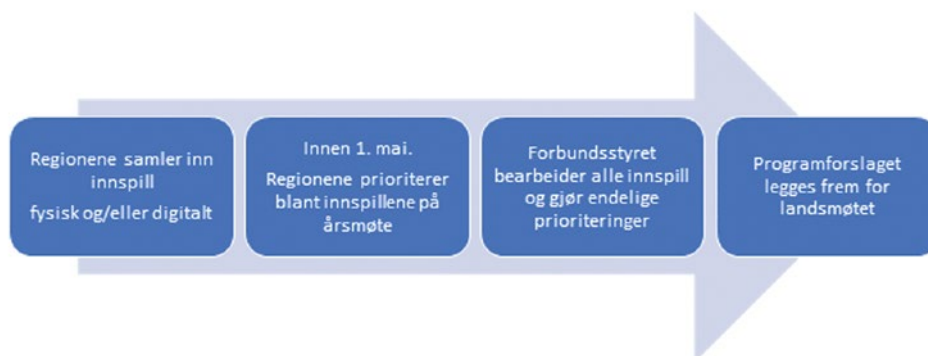 Regionene samler inn
innspill
fysisk og/eller digitalt
Innen 1. mai.
Regionene prioriterer
blant innspillene på
årsmøte
Forbundsstyret
bearbeider alle innspill
og gjør endelige
prioriteringer
Programforslaget
legges frem for
landsmøtet